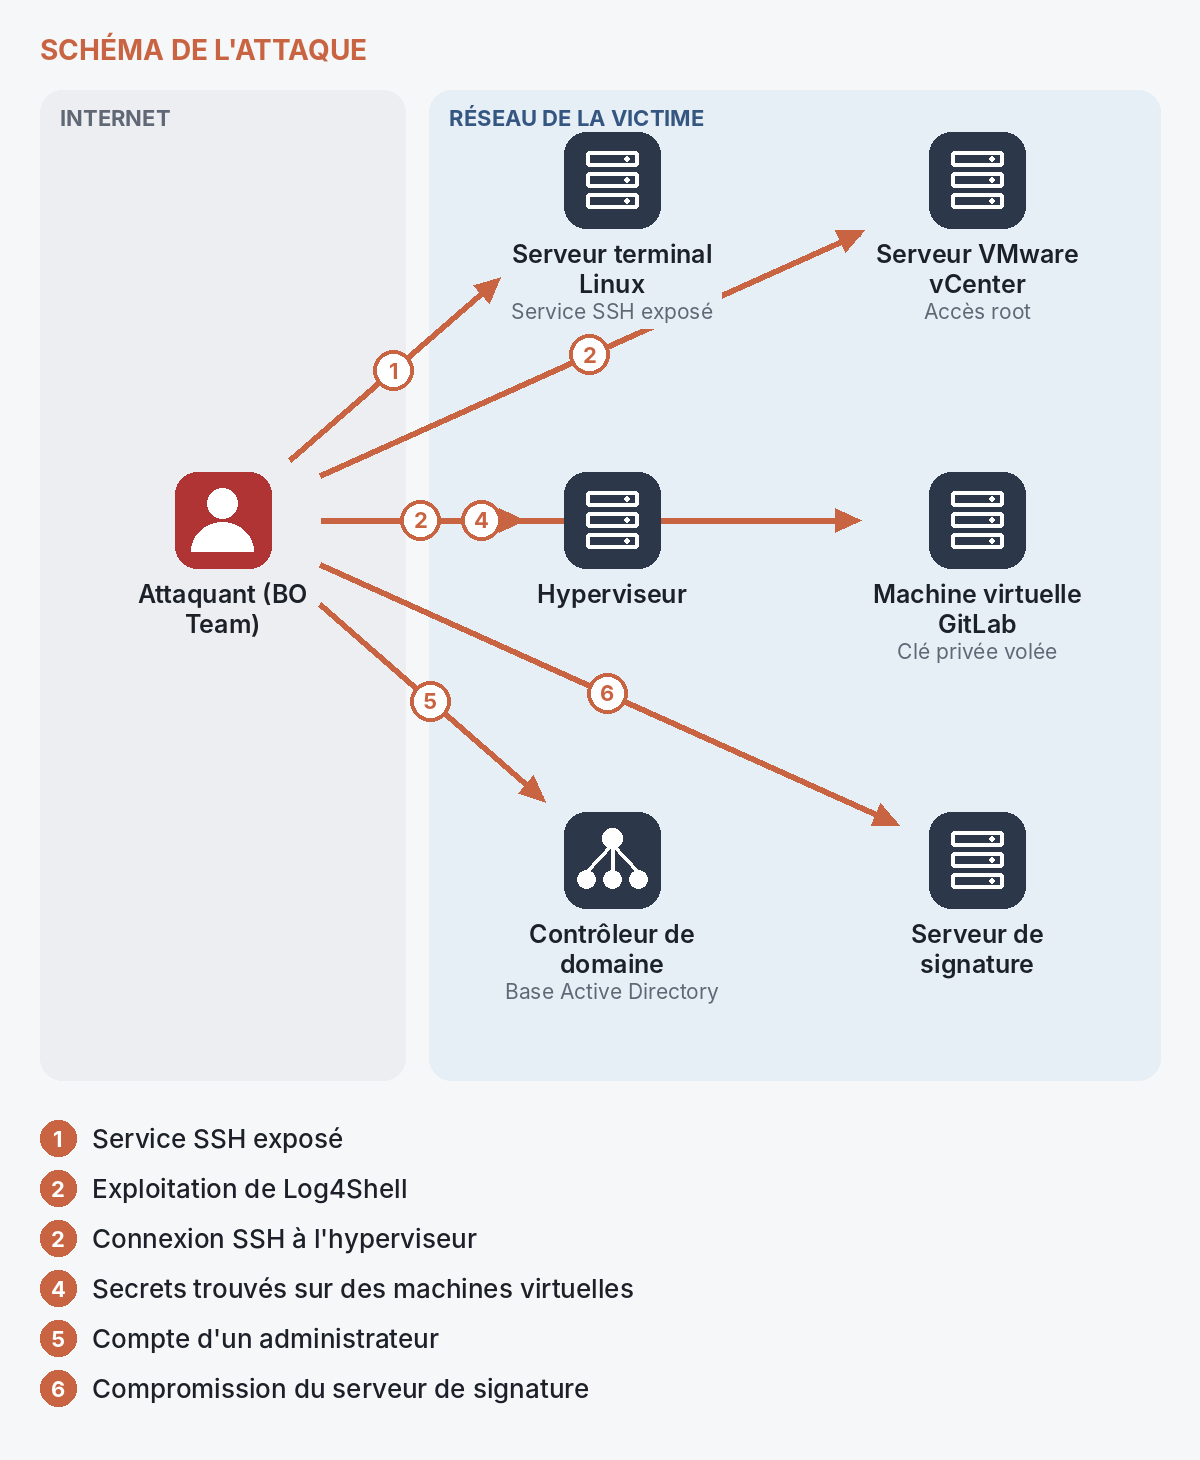 SCHÉMA DE L'ATTAQUE
INTERNET
RÉSEAU DE LA VICTIME
Serveur terminal
Linux
Service SSH exposé
Serveur VMware
vCenter
Accès root
1
2
Attaquant (BO
Team)
2
4
Hyperviseur
Machine virtuelle
GitLab
Clé privée volée
5
6
Contrôleur de
domaine
Base Active Directory
Serveur de
signature
1 Service SSH exposé
2 Exploitation de Log4Shell
2 Connexion SSH à l'hyperviseur
4 Secrets trouvés sur des machines virtuelles
5 Compte d'un administrateur
6 Compromission du serveur de signature